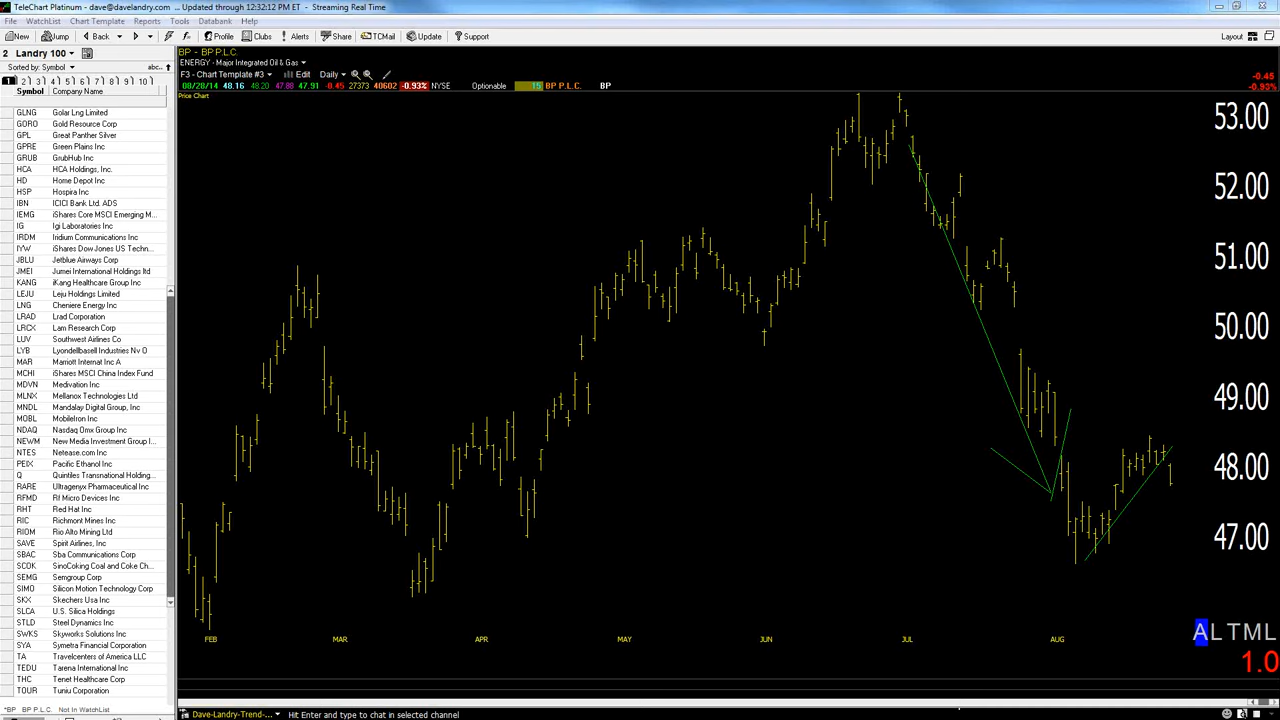 TeleChart Platinum - dave@davelandry.com ... Updated through 12:32:12 PM ET - Streaming Real Time
File WatchList Chart Template Reports Tools Databank Help
New Jump Back Next Profile Clubs Alerts Share TCMail Update Support Layout
2 Landry 100
Sorted by: Symbol abc..
1 2 3 4 5 6 7 8 9 10
Symbol Company Name
GLNG Golar Lng Limited
GORO Gold Resource Corp
GPL Great Panther Silver
GPRE Green Plains Inc
GRUB GrubHub Inc
HCA HCA Holdings, Inc.
HD Home Depot Inc
HSP Hospira Inc
IBN ICICI Bank Ltd. ADS
IEMG iShares Core MSCI Emerging M...
IG Igi Laboratories Inc
IRDM Iridium Communications Inc
IYW iShares Dow Jones US Techn...
JBLU Jetblue Airways Corp
JMEI Jumei International Holdings ltd
KANG iKang Healthcare Group Inc
LEJU Leju Holdings Limited
LNG Cheniere Energy Inc
LRAD Lrad Corporation
LRCX Lam Research Corp
LUV Southwest Airlines Co
LYB Lyondellbasell Industries Nv O
MAR Marriott Internat Inc A
MCHI iShares MSCI China Index Fund
MDVN Medivation Inc
MLNX Mellanox Technologies Ltd
MNDL Mandalay Digital Group, Inc
MOBL MobileIron Inc
NDAQ Nasdaq Omx Group Inc
NEWM New Media Investment Group I...
NTES Netease.com Inc
PEIX Pacific Ethanol Inc
Q Quintiles Transnational Holding...
RARE Ultragenyx Pharmaceutical Inc
RFMD Rf Micro Devices Inc
RHT Red Hat Inc
RIC Richmont Mines Inc
RIOM Rio Alto Mining Ltd
SAVE Spirit Airlines, Inc
SBAC Sba Communications Corp
SCOK SinoCoking Coal and Coke Ch...
SEMG Semgroup Corp
SIMO Silicon Motion Technology Corp
SKX Skechers Usa Inc
SLCA U.S. Silica Holdings
STLD Steel Dynamics Inc
SWKS Skyworks Solutions Inc
SYA Symetra Financial Corporation
TA Travelcenters of America LLC
TEDU Tarena International Inc
THC Tenet Healthcare Corp
TOUR Tuniu Corporation
*BP BP P.L.C. Not In WatchList
BP - BP P.L.C.
ENERGY - Major Integrated Oil & Gas
F3 - Chart Template #3 Edit Daily
08/28/14 48.16 48.20 47.88 47.91 -0.45 27373 40602 -0.93% NYSE Optionable 15 BP P.L.C. BP
-0.45
-0.93%
Price Chart
53.00
52.00
51.00
50.00
49.00
48.00
47.00
ALTML
1.0
FEB MAR APR MAY JUN JUL AUG
Dave-Landry-Trend-... Hit Enter and type to chat in selected channel